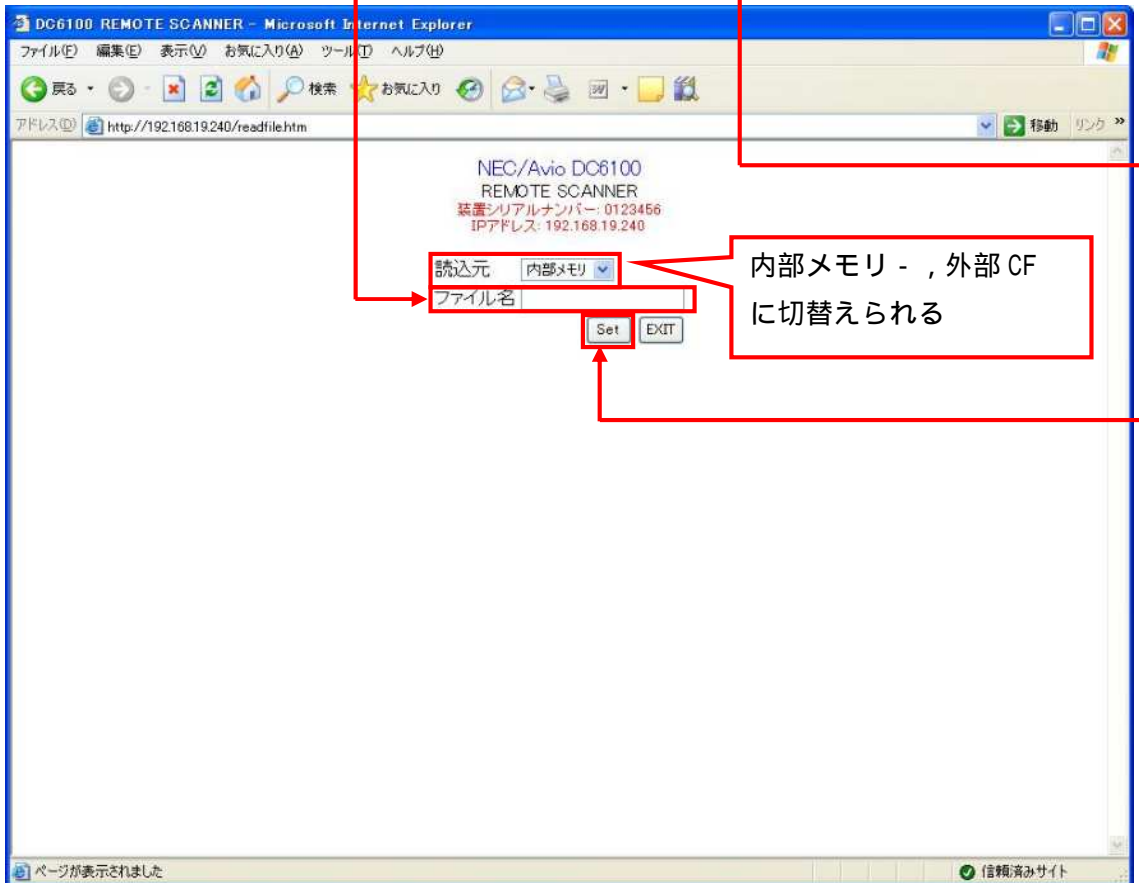 DC6100 REMOTE SCANNER - Microsoft Internet Explorer
ファイル(F) 編集(E) 表示(V) お気に入り(A) ツール(T) ヘルプ(H)
戻る 検索 お気に入り
アドレス(D) http://192.168.19.240/readfile.htm 移動 リンク »
NEC/Avio DC6100
REMOTE SCANNER
装置シリアルナンバー: 0123456
IPアドレス: 192.168.19.240
読込元 内部メモリ
ファイル名
Set EXIT
内部メモリ - , 外部 CF
に切替えられる
ページが表示されました 信頼済みサイト